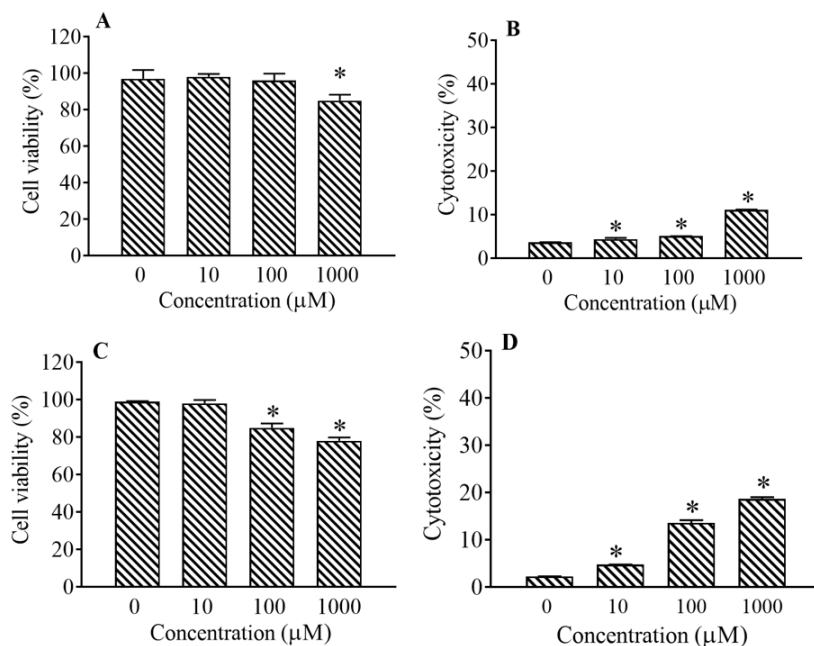 A
Cell viability (%)
120
100
80
60
40
20
0
*
0 10 100 1000
Concentration (μM)
B
Cytotoxicity (%)
50
40
30
20
10
0
* * *
0 10 100 1000
Concentration (μM)
C
Cell viability (%)
120
100
80
60
40
20
0
* *
0 10 100 1000
Concentration (μM)
D
Cytotoxicity (%)
50
40
30
20
10
0
* * *
0 10 100 1000
Concentration (μM)